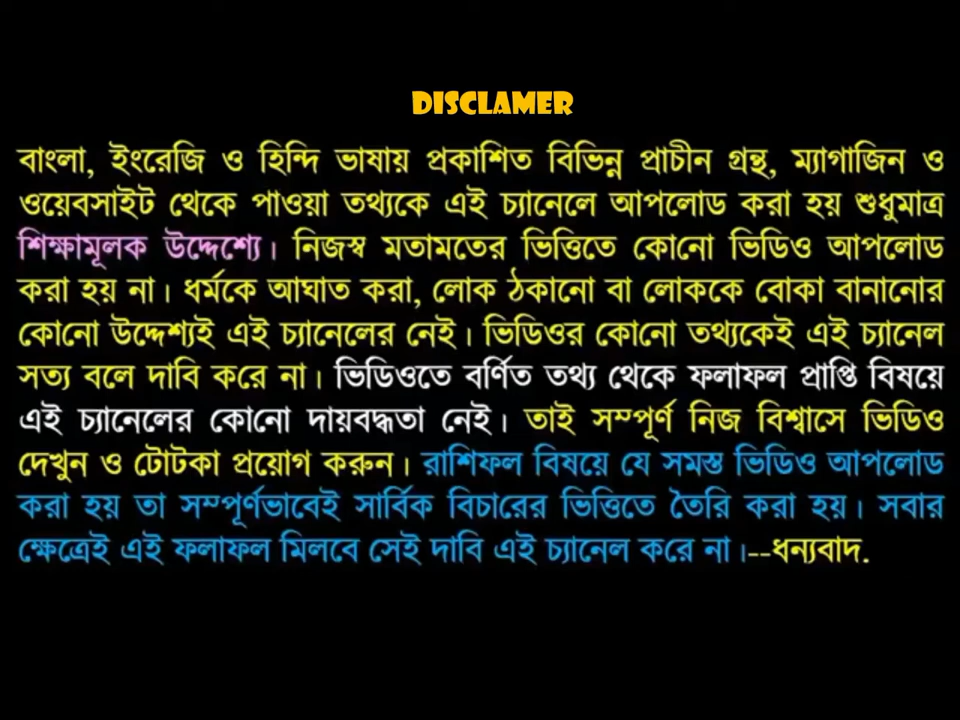 DISCLAMER
বাংলা, ইংরেজি ও হিন্দি ভাষায় প্রকাশিত বিভিন্ন প্রাচীন গ্রন্থ, ম্যাগাজিন ও
ওয়েবসাইট থেকে পাওয়া তথ্যকে এই চ্যানেলে আপলোড করা হয় শুধুমাত্র
শিক্ষামূলক উদ্দেশ্যে। নিজস্ব মতামতের ভিত্তিতে কোনো ভিডিও আপলোড
করা হয় না। ধর্মকে আঘাত করা, লোক ঠকানো বা লোককে বোকা বানানোর
কোনো উদ্দেশ্যই এই চ্যানেলের নেই। ভিডিওর কোনো তথ্যকেই এই চ্যানেল
সত্য বলে দাবি করে না। ভিডিওতে বর্ণিত তথ্য থেকে ফলাফল প্রাপ্তি বিষয়ে
এই চ্যানেলের কোনো দায়বদ্ধতা নেই। তাই সম্পূর্ণ নিজ বিশ্বাসে ভিডিও
দেখুন ও টোটকা প্রয়োগ করুন। রাশিফল বিষয়ে যে সমস্ত ভিডিও আপলোড
করা হয় তা সম্পূর্ণভাবেই সার্বিক বিচারের ভিত্তিতে তৈরি করা হয়। সবার
ক্ষেত্রেই এই ফলাফল মিলবে সেই দাবি এই চ্যানেল করে না।--ধন্যবাদ.